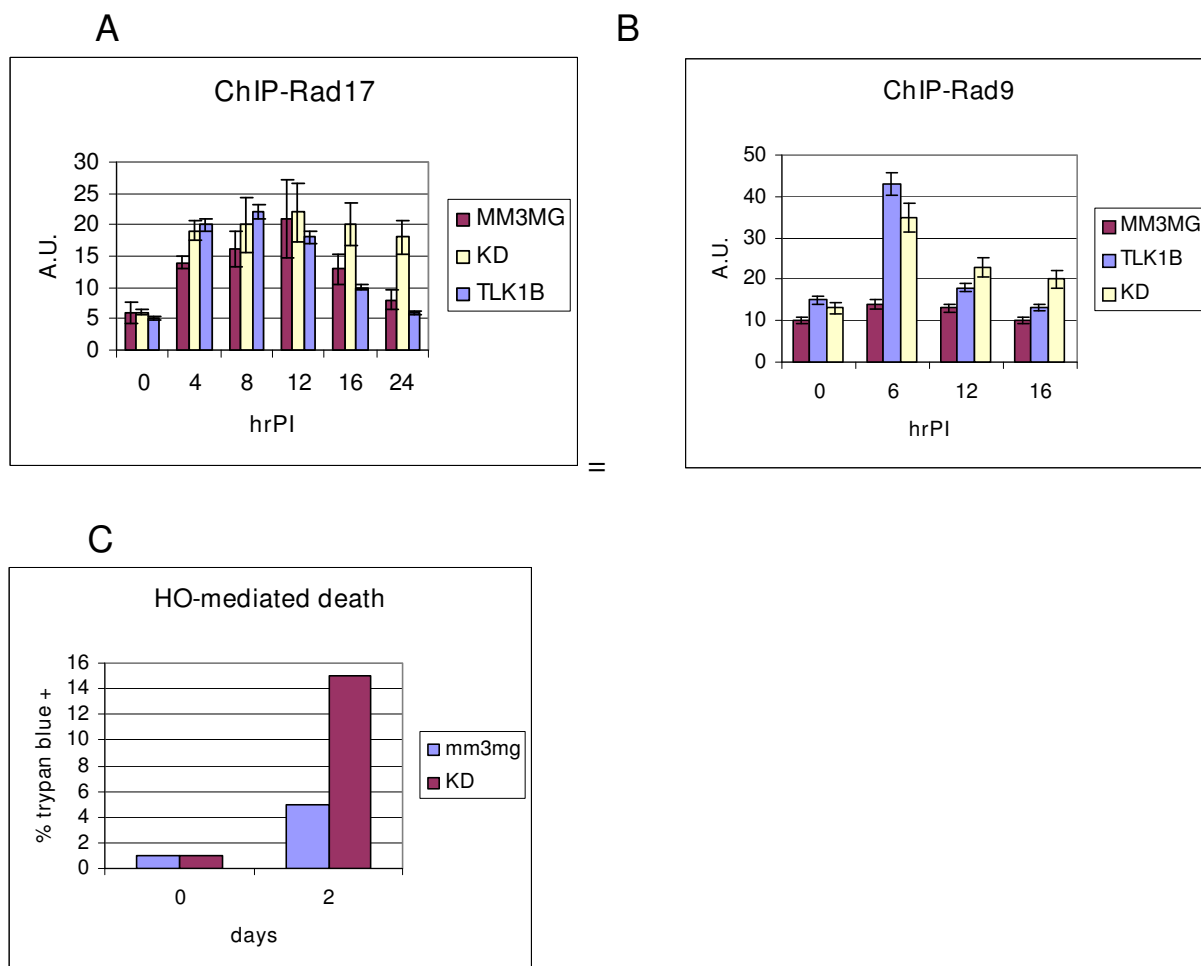 A
ChIP-Rad17
30
25
20
15
10
5
0
A.U.
0 4 8 12 16 24
hrPI
MM3MG
KD
TLK1B
B
ChIP-Rad9
50
40
30
20
10
0
A.U.
0 6 12 16
hrPI
MM3MG
TLK1B
KD
=
C
HO-mediated death
16
14
12
10
8
6
4
2
0
% trypan blue +
0 2
days
mm3mg
KD